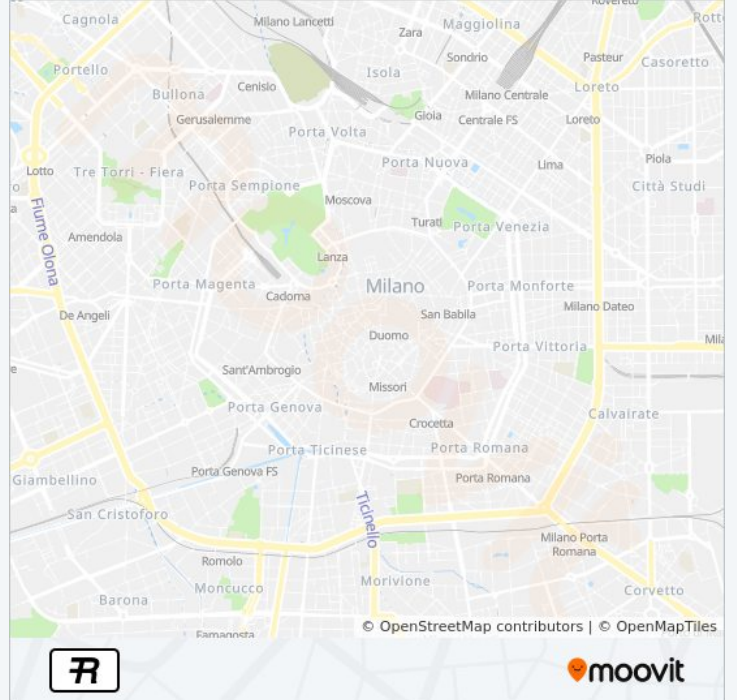 Rovereto
Cagnola
Milano Lancetti
Zara
Maggiolina
Sondrio
Pasteur
Casoretto
Portello
Isola
Bullona
Cenisio
Milano Centrale
Loreto
Gerusalemme
Gioia
Centrale FS
Loreto
Porta Volta
Lotto
Tre Torri - Fiera
Porta Sempione
Porta Nuova
Lima
Piola
Città Studi
Moscova
Turati
Porta Venezia
Fiume Olona
Amendola
Lanza
Porta Magenta
Cadorna
Milano
Porta Monforte
De Angeli
San Babila
Milano Dateo
Duomo
Porta Vittoria
Sant'Ambrogio
Missori
Porta Genova
Crocetta
Calvairate
Porta Ticinese
Porta Romana
Giambellino
Porta Genova FS
Porta Romana
San Cristoforo
Ticinello
Milano Porta
Romana
Romolo
Moncucco
Morivione
Corvetto
Barona
Famagosta
© OpenStreetMap contributors | © OpenMapTiles
R
moovit